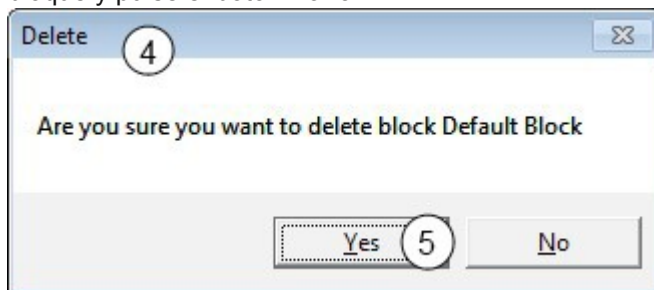 Delete
4
Are you sure you want to delete block Default Block
Yes
5
No